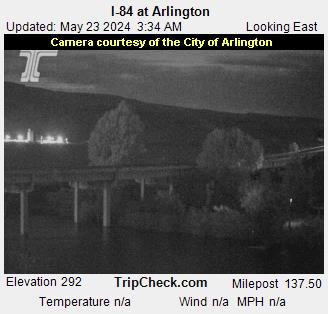 I-84 at Arlington
Updated: May 23 2024 3:34 AM Looking East
Camera courtesy of the City of Arlington
Elevation 292 TripCheck.com Milepost 137.50
Temperature n/a Wind n/a MPH n/a